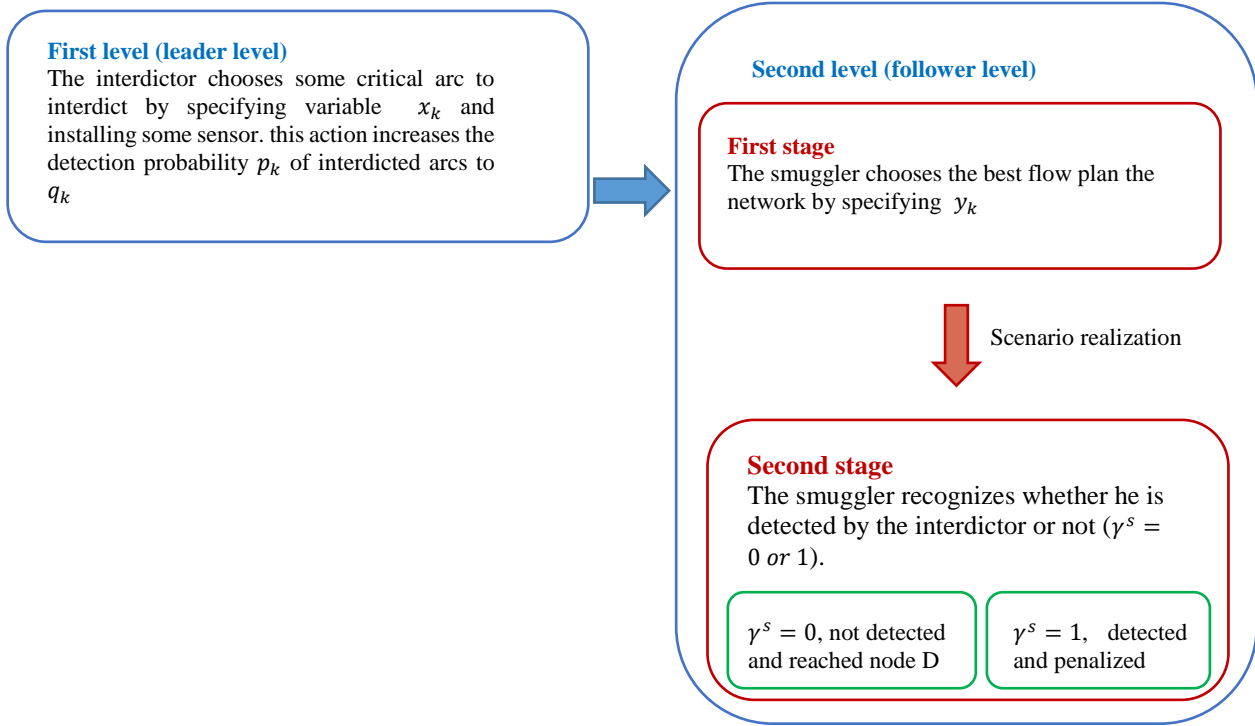 First level (leader level)
The interdictor chooses some critical arc to
interdict by specifying variable x_k and
installing some sensor. this action increases the
detection probability p_k of interdicted arcs to
q_k
Second level (follower level)
First stage
The smuggler chooses the best flow plan the
network by specifying y_k
Scenario realization
Second stage
The smuggler recognizes whether he is
detected by the interdictor or not (γ^s =
0 or 1).
γ^s = 0, not detected
and reached node D
γ^s = 1, detected
and penalized